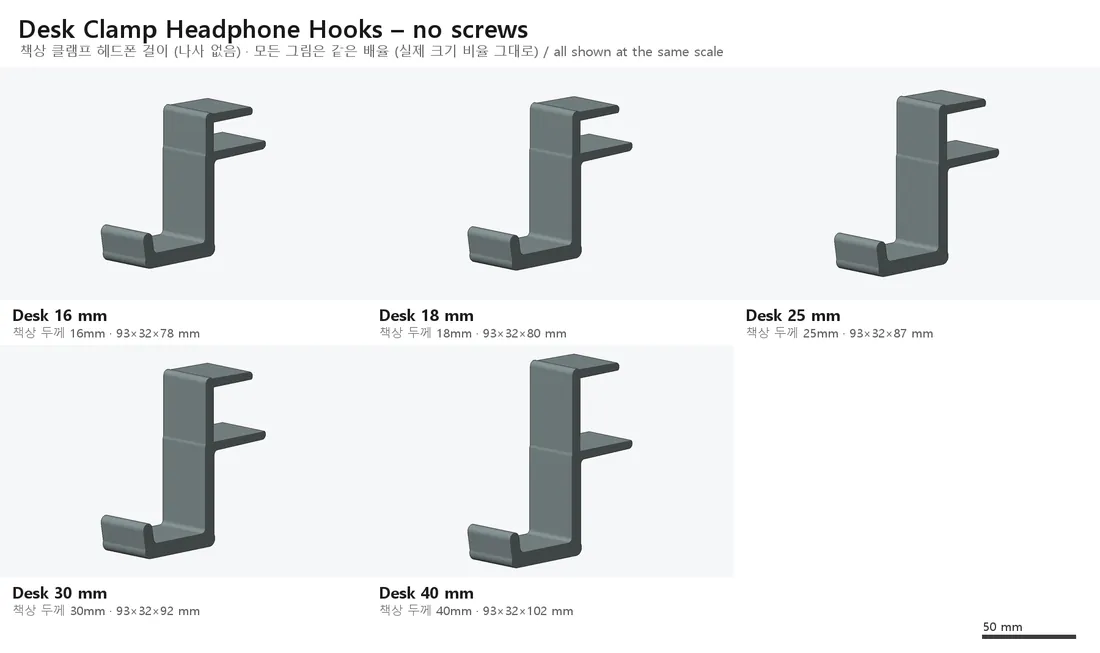 Desk Clamp Headphone Hooks – no screws
책상 클램프 헤드폰 걸이 (나사 없음) · 모든 그림은 같은 배율 (실제 크기 비율 그대로) / all shown at the same scale
Desk 16 mm
책상 두께 16mm · 93×32×78 mm
Desk 18 mm
책상 두께 18mm · 93×32×80 mm
Desk 25 mm
책상 두께 25mm · 93×32×87 mm
Desk 30 mm
책상 두께 30mm · 93×32×92 mm
Desk 40 mm
책상 두께 40mm · 93×32×102 mm
50 mm